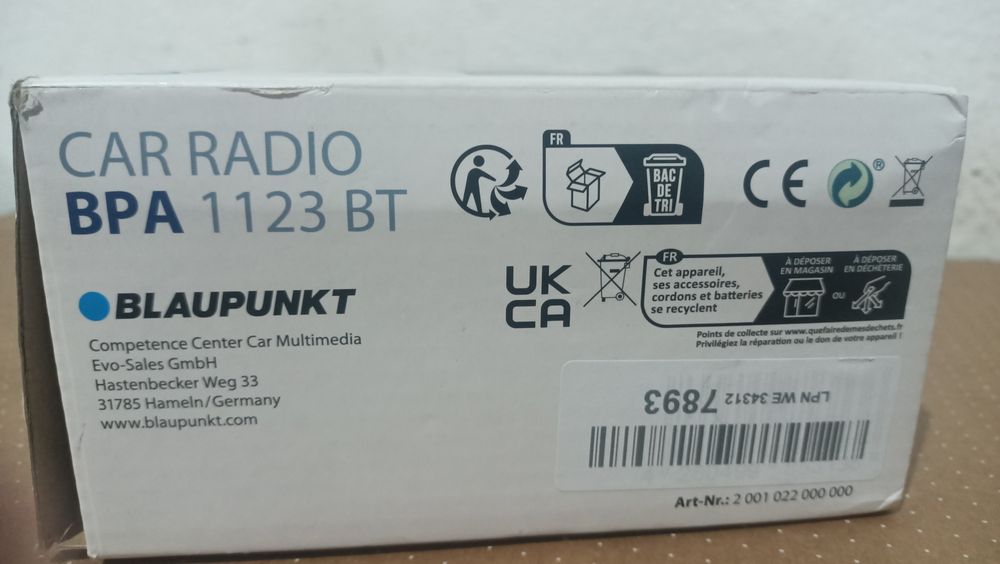 CAR RADIO
BPA 1123 BT
BLAUPUNKT
Competence Center Car Multimedia
Evo-Sales GmbH
Hastenbecker Weg 33
31785 Hameln/Germany
www.blaupunkt.com
FR
BAC
DE
TRI
CE
®
UK
CA
FR
Cet appareil,
ses accessoires,
cordons et batteries
se recyclent
À DÉPOSER
EN MAGASIN
OU
À DÉPOSER
EN DÉCHÈTERIE
Points de collecte sur www.quefairedemesdechets.fr
Privilégiez la réparation ou le don de votre appareil !
LPN WE 34312 7893
Art-Nr.: 2 001 022 000 000